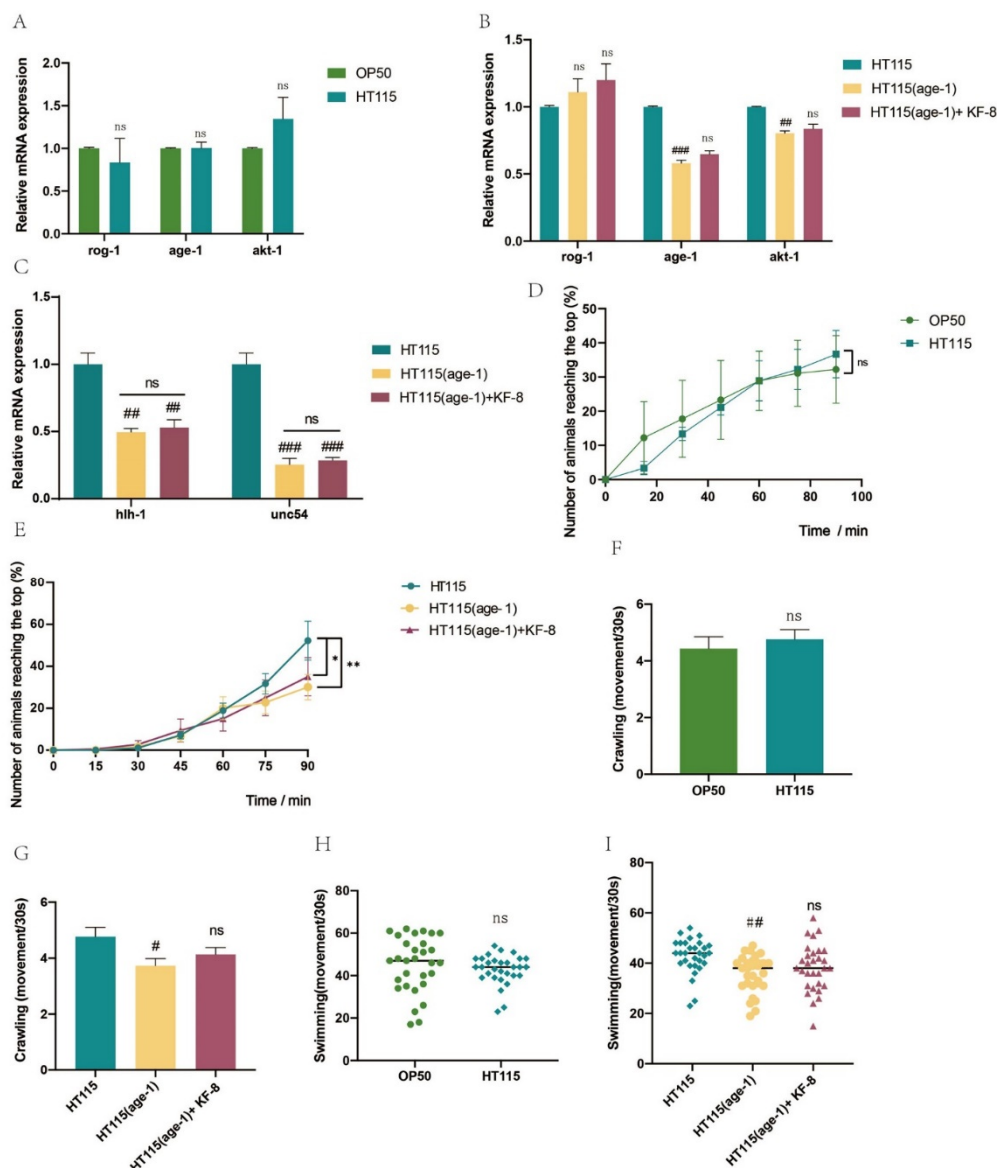 A
Relative mRNA expression
2.0
1.5
1.0
0.5
0.0
ns
ns
ns
rog-1
age-1
akt-1
OP50
HT115
B
Relative mRNA expression
1.5
1.0
0.5
0.0
ns
ns
###
ns
##
ns
rog-1
age-1
akt-1
HT115
HT115(age-1)
HT115(age-1)+ KF-8
C
Relative mRNA expression
1.5
1.0
0.5
0.0
ns
##
##
ns
###
###
hlh-1
unc54
HT115
HT115(age-1)
HT115(age-1)+KF-8
D
Number of animals reaching the top (%)
50
40
30
20
10
0
0
20
40
60
80
100
Time / min
OP50
HT115
ns
E
Number of animals reaching the top (%)
80
60
40
20
0
0
15
30
45
60
75
90
Time / min
HT115
HT115(age-1)
HT115(age-1)+KF-8
*
**
F
Crawling (movement/30s)
6
4
2
0
ns
OP50
HT115
G
Crawling (movement/30s)
6
4
2
0
#
ns
HT115
HT115(age-1)
HT115(age-1)+ KF-8
H
Swimming(movement/30s)
80
60
40
20
0
ns
OP50
HT115
I
Swimming(movement/30s)
80
60
40
20
0
##
ns
HT115
HT115(age-1)
HT115(age-1)+ KF-8